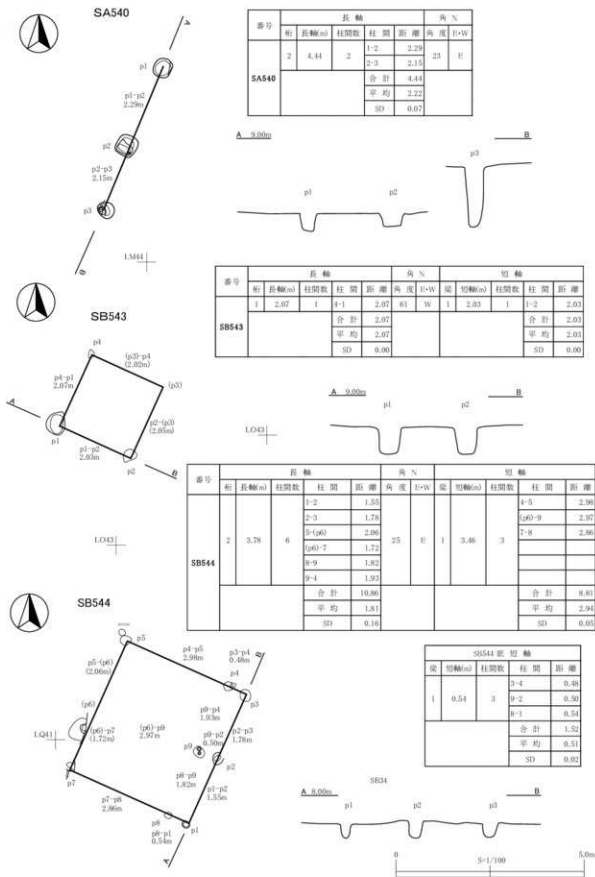 SA540
p1
p1-p2
2.29m
p2
p2-p3
2.15m
p3
A
B
LM44
番号 長軸 角 N
桁 長軸(m) 柱間数 柱間 距離 角度 E・W
SA540 2 4.44 2 1-2 2.29 23 E
2-3 2.15
合計 4.44
平均 2.22
SD 0.07
A 9.00m B
p1 p2 p3
SB543
p4
(p3)-p4
(2.02m)
p4-p1
2.07m
(p3)
A
p2-(p3)
(2.05m)
p1
p1-p2
2.03m
p2
B
LO43
番号 長軸 角 N 短軸
桁 長軸(m) 柱間数 柱間 距離 角度 E・W 梁 短軸(m) 柱間数 柱間 距離
SB543 1 2.07 1 4-1 2.07 61 W 1 2.03 1 1-2 2.03
合計 2.07 合計 2.03
平均 2.07 平均 2.03
SD 0.00 SD 0.00
A 9.00m B
p1 p2
LO43
番号 長軸 角 N 短軸
桁 長軸(m) 柱間数 柱間 距離 角度 E・W 梁 短軸(m) 柱間数 柱間 距離
SB544 2 3.78 6 1-2 1.55 25 E 1 3.46 3 4-5 2.98
2-3 1.78 (p6)-9 2.97
5-(p6) 2.06 7-8 2.86
(p6)-7 1.72
8-9 1.82
9-4 1.93
合計 10.86 合計 8.81
平均 1.81 平均 2.94
SD 0.16 SD 0.05
SB544
p5
p4-p5
2.98m
p3-p4
0.48m
B
p4
p3
p5-(p6)
(2.06m)
(p6)
p9-p4
1.93m
(p6)-p9
2.97m
p9-p2
0.50m
p2-p3
1.78m
LQ41
(p6)-p7
(1.72m)
p9
p2
p8-p9
1.82m
p1-p2
1.55m
p7
p7-p8
2.86m
p8
p1
p8-p1
0.54m
A
SB544 庇 短軸
梁 短軸(m) 柱間数 柱間 距離
1 0.54 3 3-4 0.48
9-2 0.50
8-1 0.54
合計 1.52
平均 0.51
SD 0.02
SB34
A 8.00m B
p1 p2 p3
0 S=1/100 5.0m